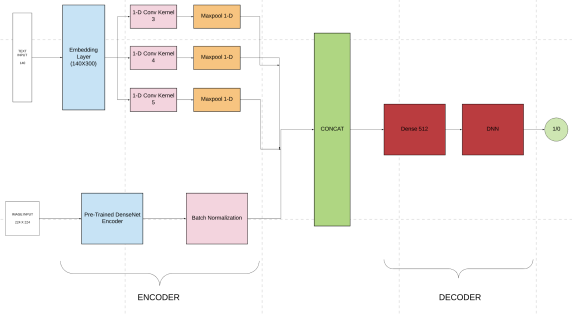 TEXT
INPUT
140
Embedding
Layer
(140X300)
1-D Conv Kernel
3
Maxpool 1-D
1-D Conv Kernel
4
Maxpool 1-D
1-D Conv Kernel
5
Maxpool 1-D
CONCAT
Dense 512
DNN
1/0
IMAGE INPUT
224 X 224
Pre-Trained DenseNet
Encoder
Batch Normalization
ENCODER
DECODER